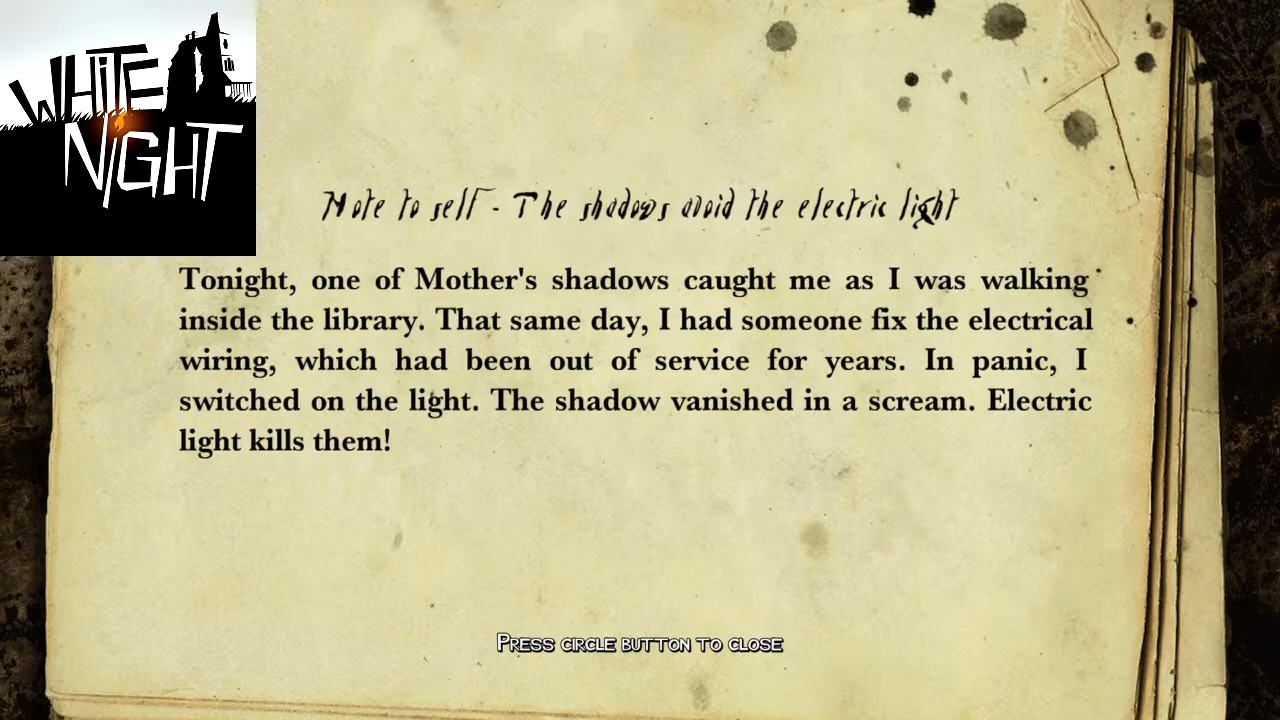 WHITE
NIGHT
Note to self - The shadows avoid the electric light
Tonight, one of Mother's shadows caught me as I was walking
inside the library. That same day, I had someone fix the electrical
wiring, which had been out of service for years. In panic, I
switched on the light. The shadow vanished in a scream. Electric
light kills them!
PRESS CIRCLE BUTTON TO CLOSE